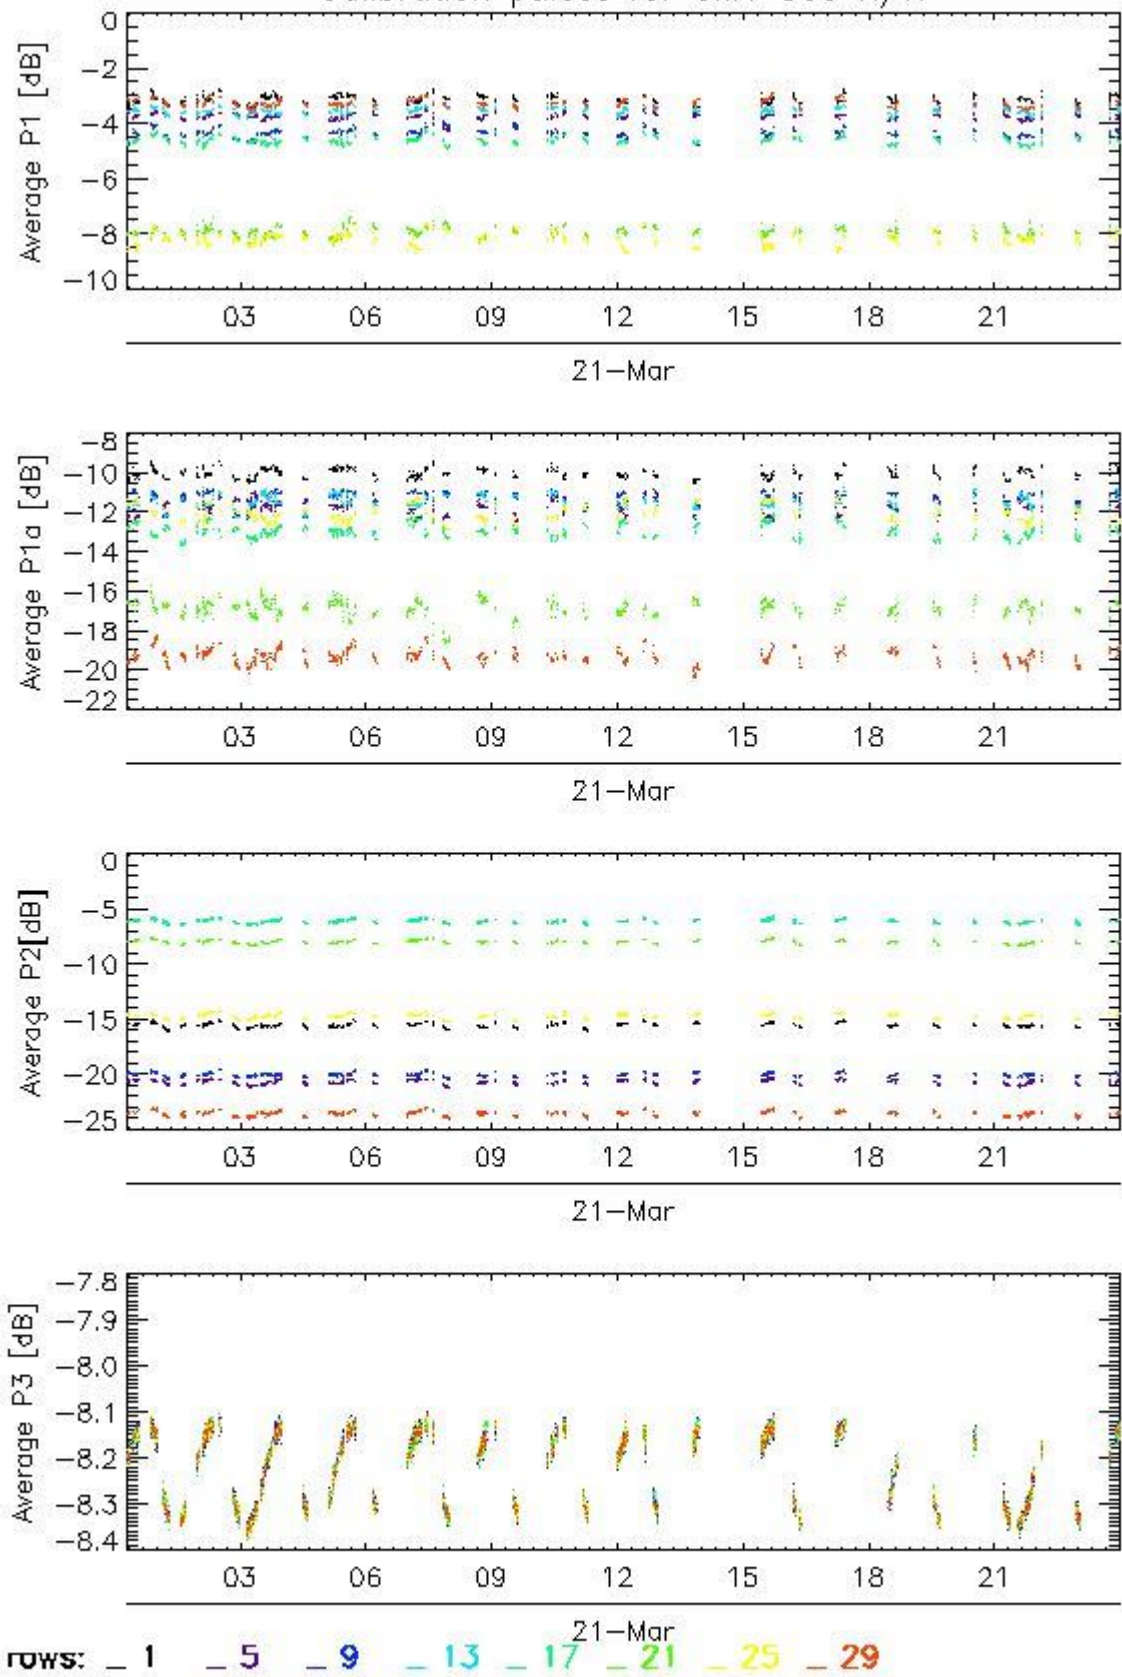 0
-2
-4
-6
-8
-10
Average P1 [dB]
03 06 09 12 15 18 21
21-Mar
-8
-10
-12
-14
-16
-18
-20
-22
Average P1a [dB]
03 06 09 12 15 18 21
21-Mar
0
-5
-10
-15
-20
-25
Average P2[dB]
03 06 09 12 15 18 21
21-Mar
-7.8
-7.9
-8.0
-8.1
-8.2
-8.3
-8.4
Average P3 [dB]
03 06 09 12 15 18 21
21-Mar
rows: _ 1 _ 5 _ 9 _ 13 _ 17 _ 21 _ 25 _ 29